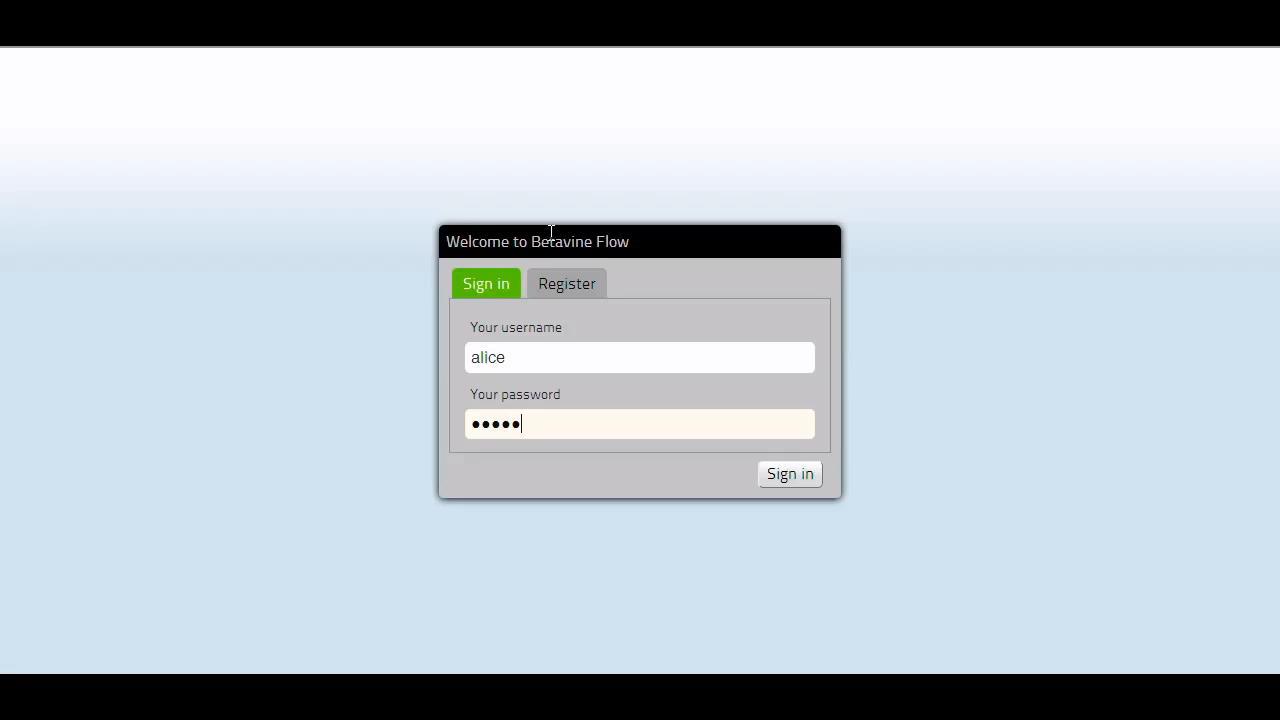 Welcome to Betavine Flow
Sign in Register
Your username
alice
Your password
●●●●●
Sign in